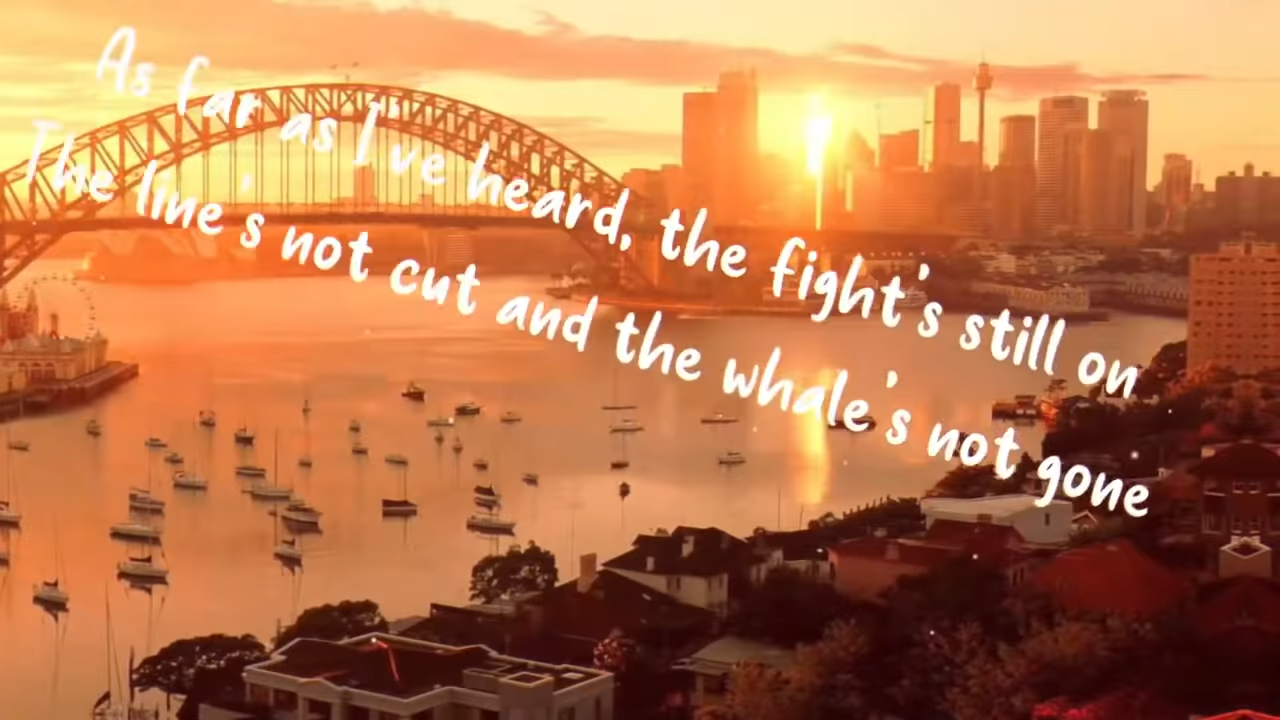 As far as I've heard, the fight's still on
The line's not cut and the whale's not gone